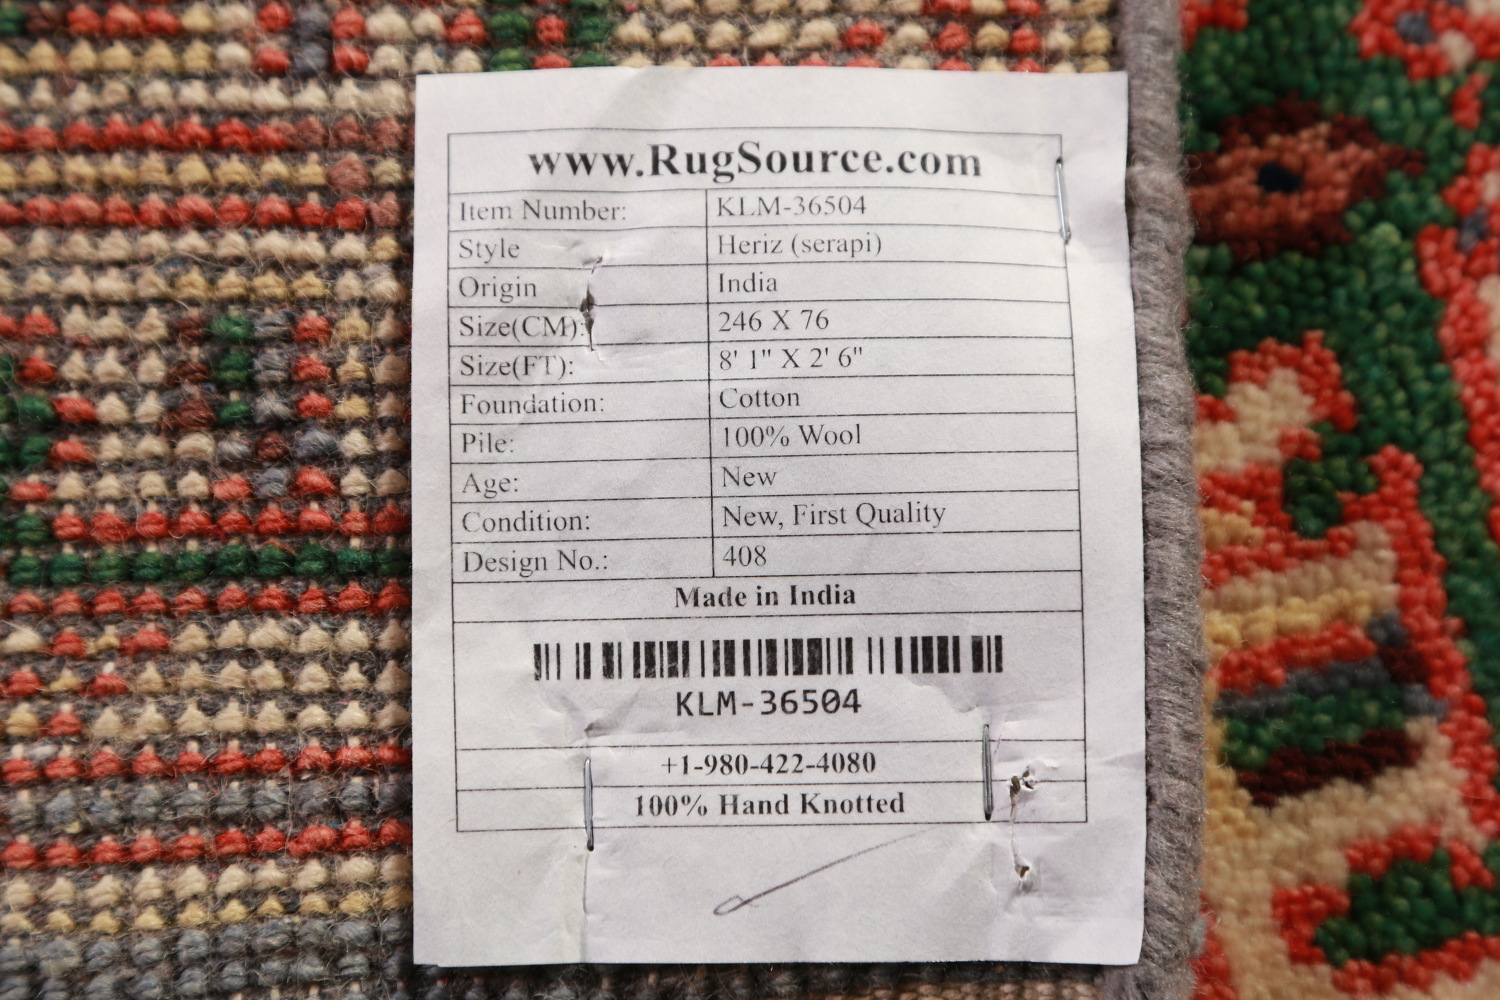 www.RugSource.com
Item Number: KLM-36504
Style Heriz (serapi)
Origin India
Size(CM): 246 X 76
Size(FT): 8' 1" X 2' 6"
Foundation: Cotton
Pile: 100% Wool
Age: New
Condition: New, First Quality
Design No.: 408
Made in India
KLM-36504
+1-980-422-4080
100% Hand Knotted